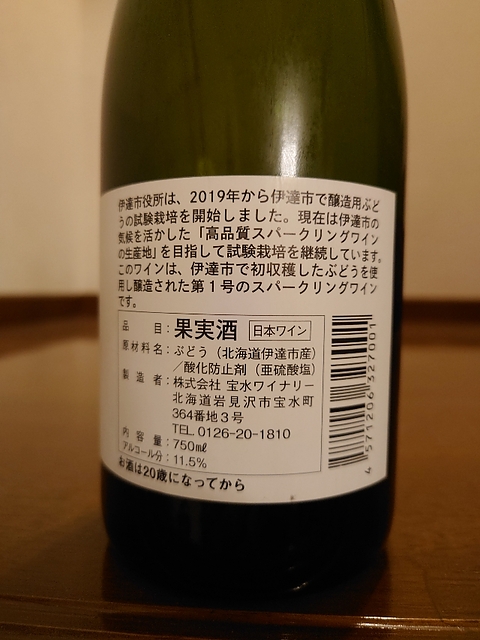 伊達市役所は、2019年から伊達市で醸造用ぶど
うの試験栽培を開始しました。現在は伊達市の
気候を活かした「高品質スパークリングワイン
の生産地」を目指して試験栽培を継続しています。
このワインは、伊達市で初収穫したぶどうを使
用し醸造された第1号のスパークリングワイン
です。
品目：果実酒 日本ワイン
原材料名：ぶどう（北海道伊達市産）
／酸化防止剤（亜硫酸塩）
製造者：株式会社 宝水ワイナリー
北海道岩見沢市宝水町
364番地3号
TEL 0126-20-1810
内容量：750㎖
アルコール分：11.5%
お酒は20歳になってから
4571206327001